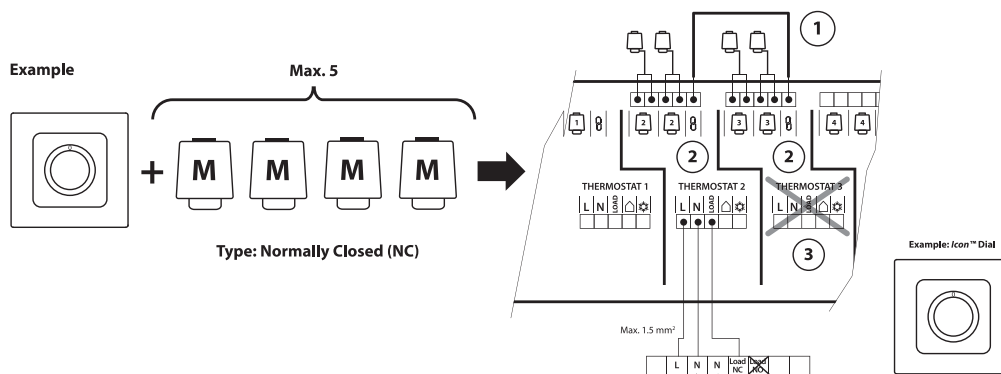 Example
Max. 5
+
M M M M
Type: Normally Closed (NC)
1
1 2 2 3 3 4 4
2 2
THERMOSTAT 1 THERMOSTAT 2 THERMOSTAT 3
L N LOAD L N LOAD L N LOAD
3
Example: Icon™ Dial
Max. 1.5 mm²
L N N Load NC Load NO